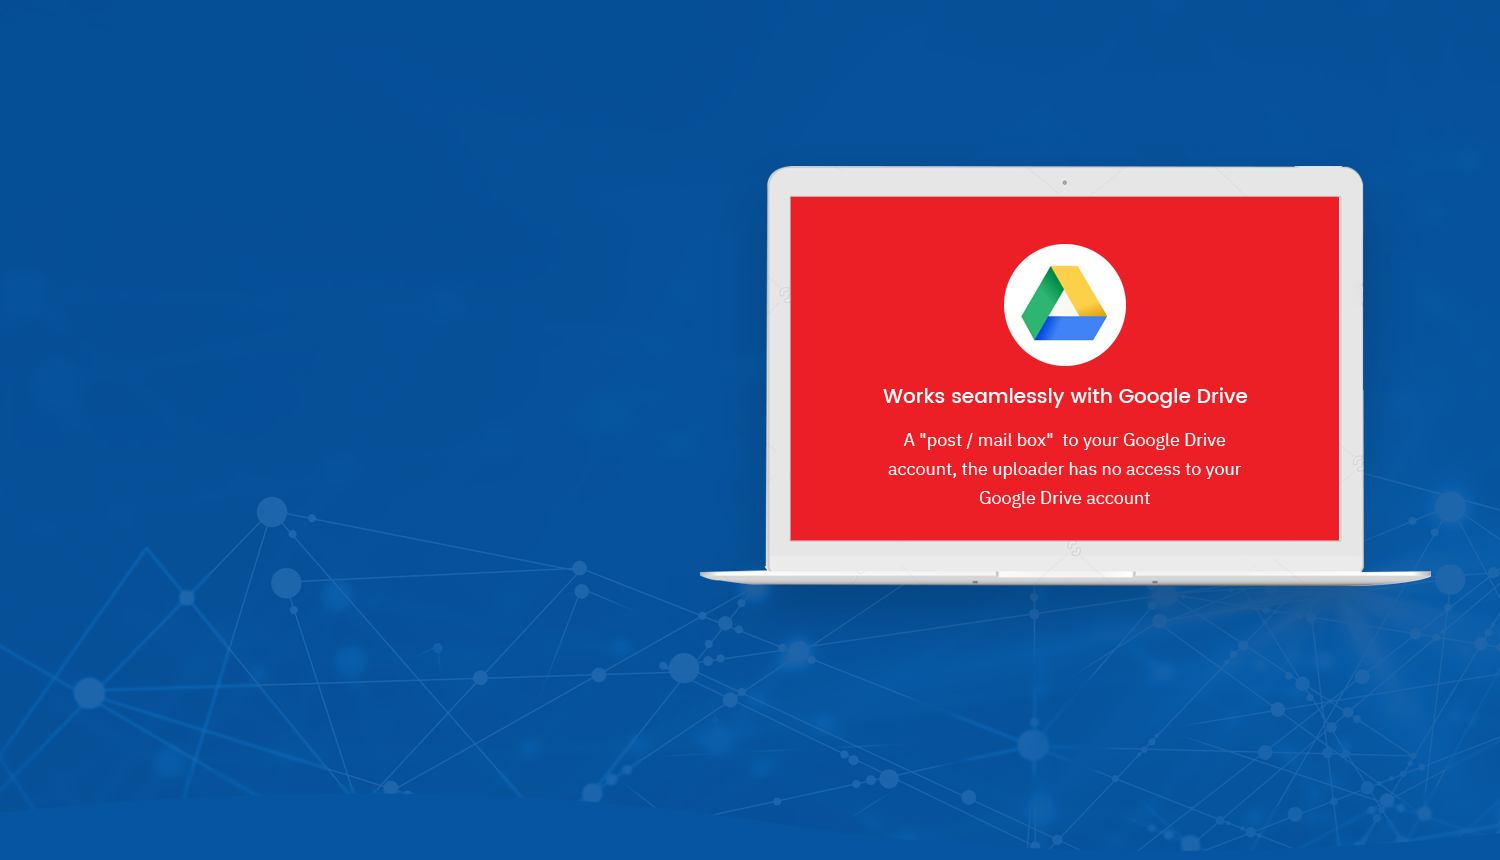 Works seamlessly with Google Drive
A "post / mail box"  to your Google Drive
account, the uploader has no access to your
Google Drive account